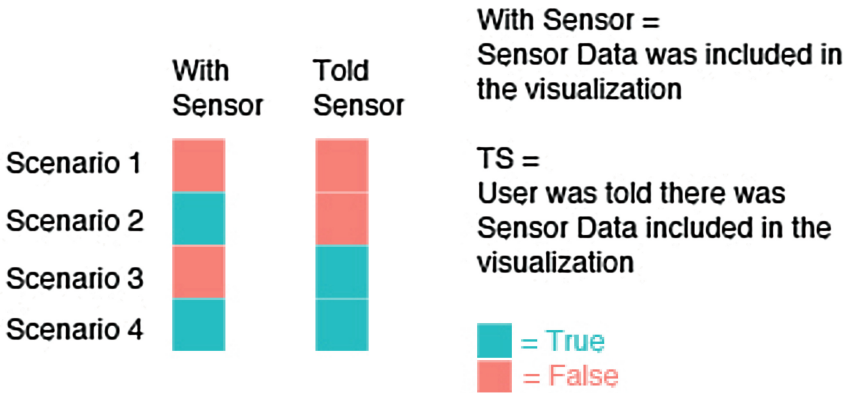 With Sensor =
Sensor Data was included in
the visualization
With
Sensor
Told
Sensor
Scenario 1
Scenario 2
Scenario 3
Scenario 4
TS =
User was told there was
Sensor Data included in the
visualization
= True
= False